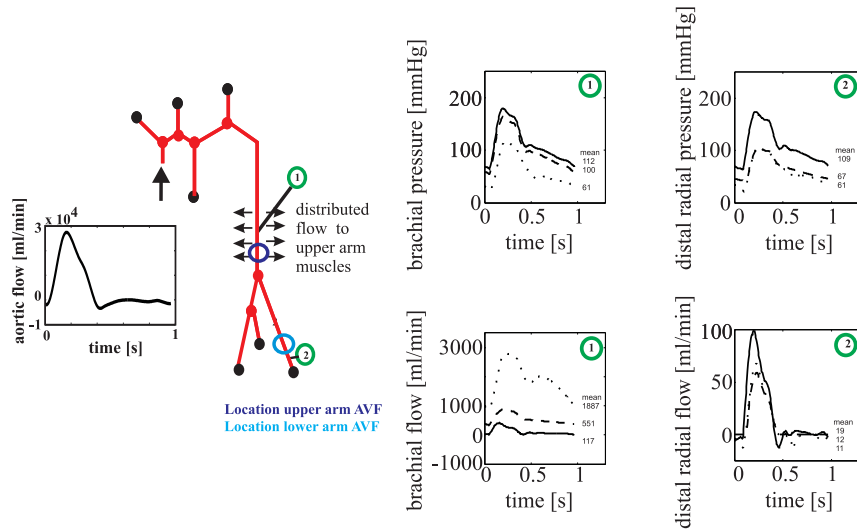 brachial pressure [mmHg]
200
100
0
0
0.5
1
time [s]
1
mean
112
100
61
distal radial pressure [mmHg]
200
100
0
0
0.5
1
time [s]
2
mean
109
67
61
1
distributed
flow to
upper arm
muscles
2
aortic flow [ml/min]
3 x 10⁴
0
-1
0
1
time [s]
Location upper arm AVF
Location lower arm AVF
brachial flow [ml/min]
3000
1000
0
-1000
0
0.5
1
time [s]
1
mean
1887
551
117
distal radial flow [ml/min]
100
50
0
0
0.5
1
time [s]
2
mean
19
12
11